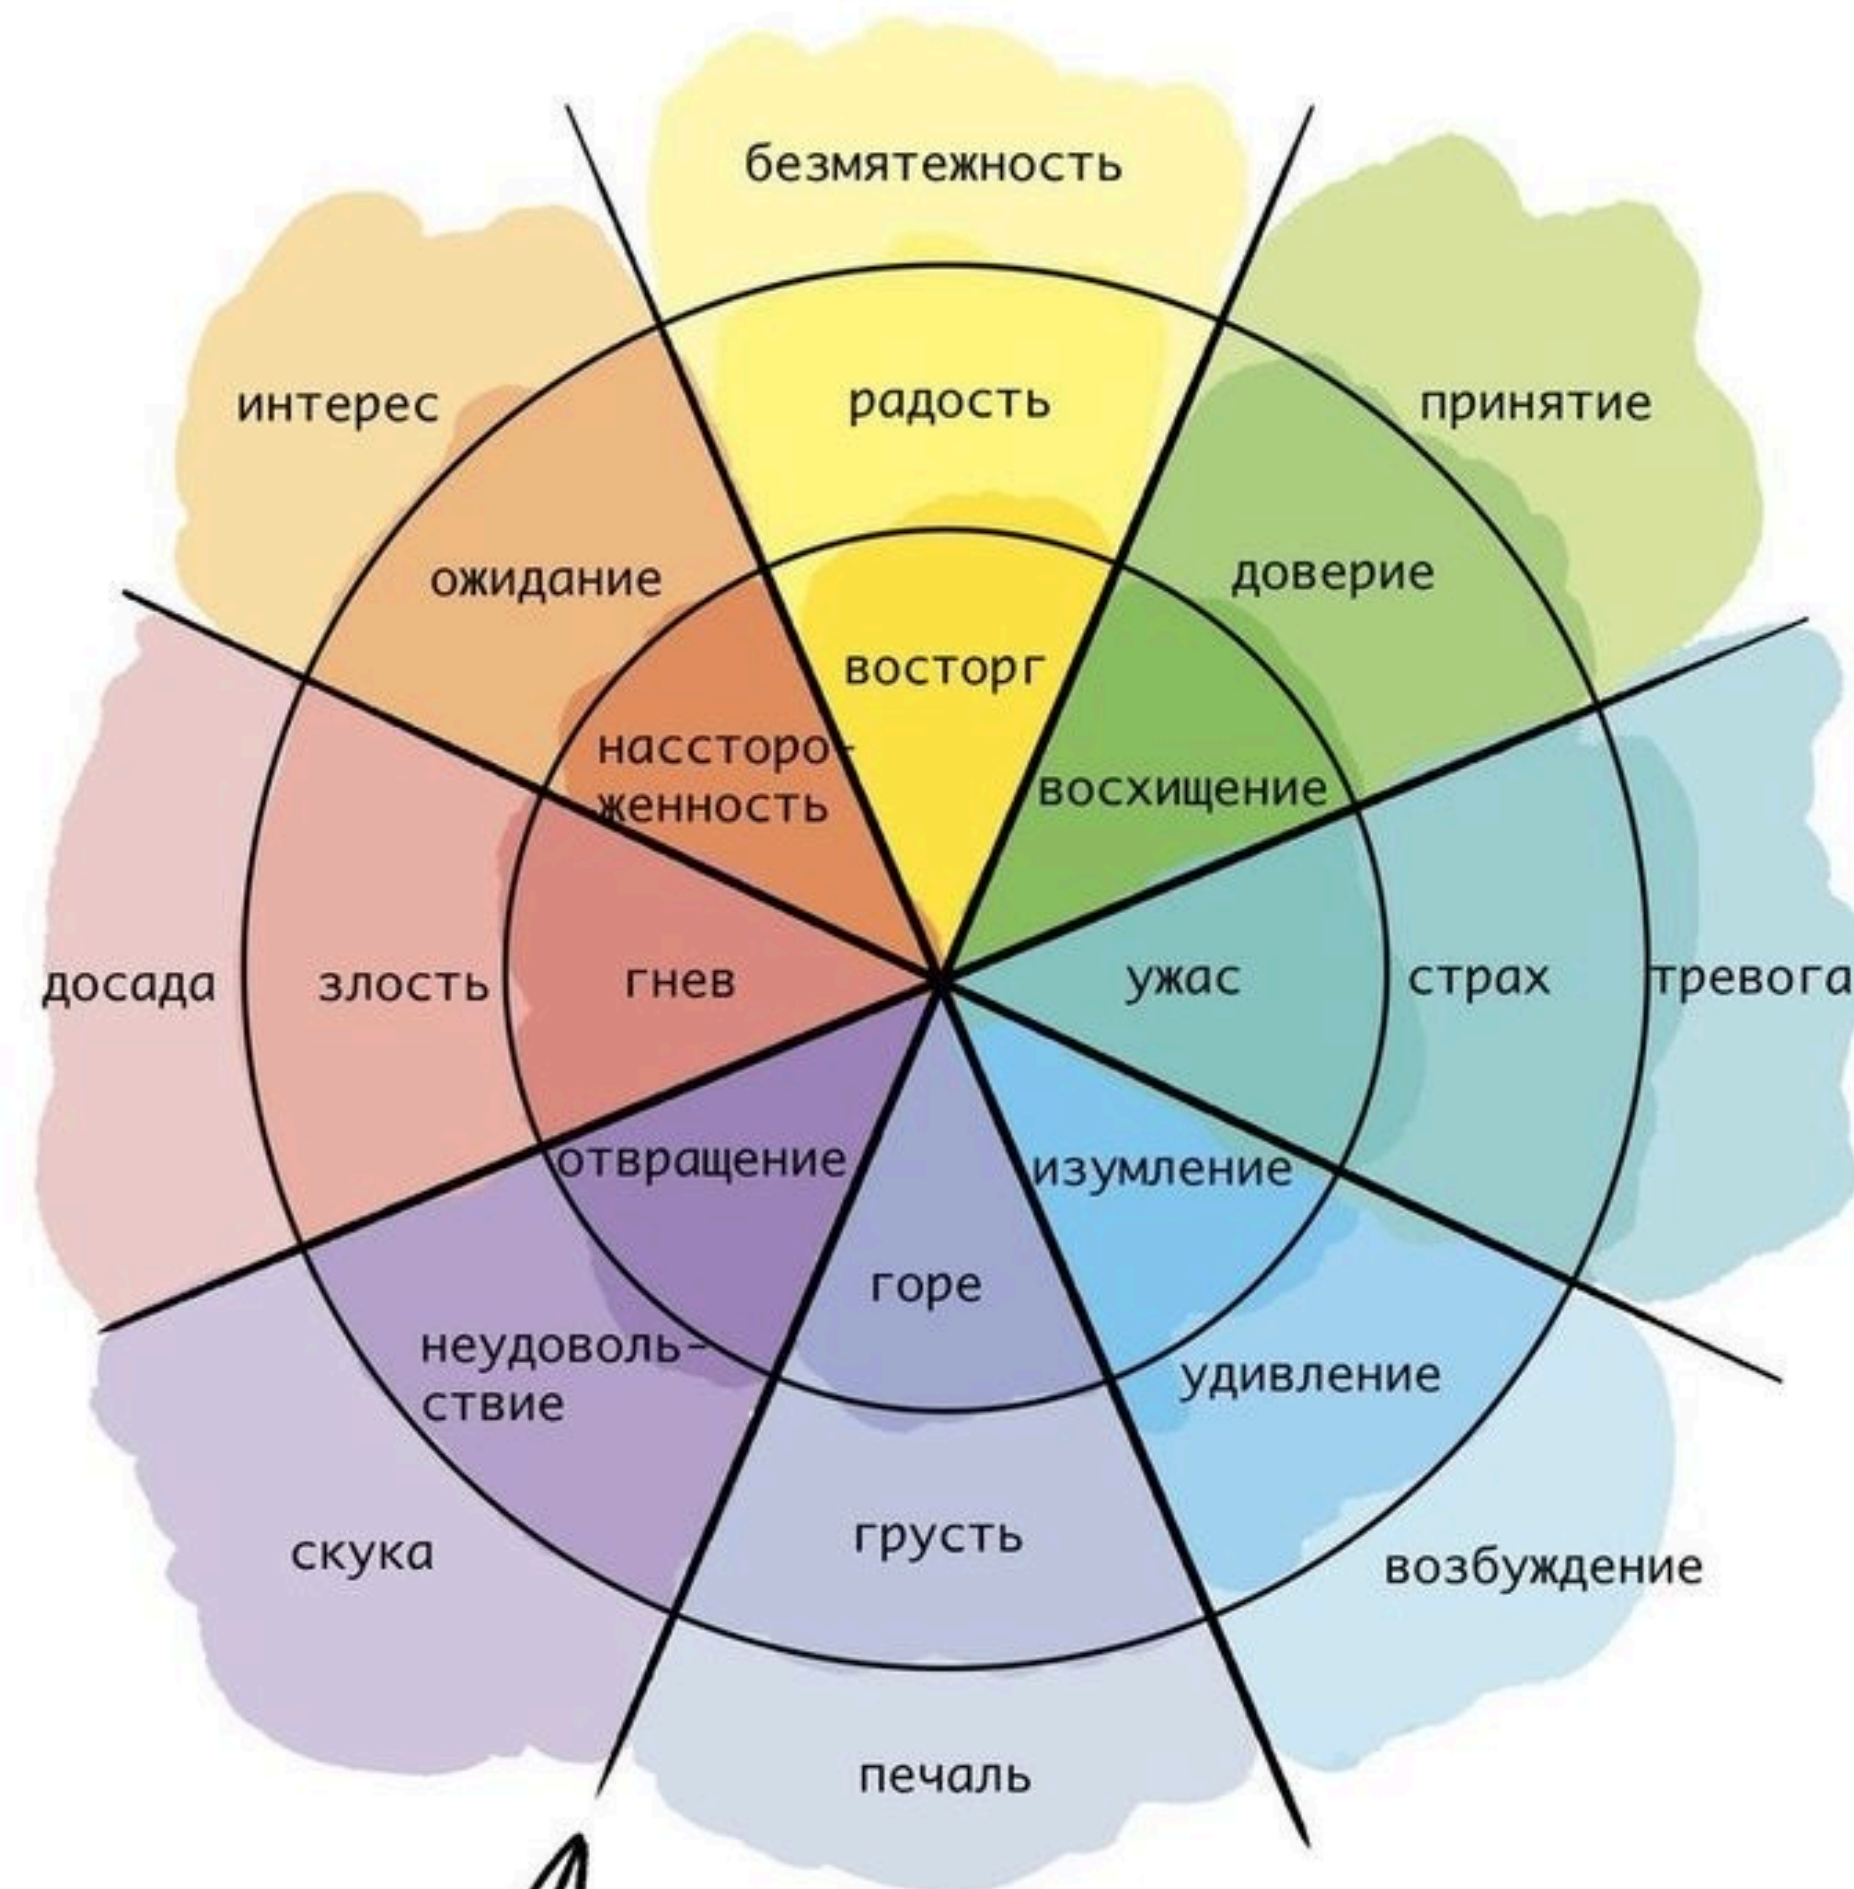 безмятежность
интерес
принятие
радость
ожидание
доверие
восторг
насстроро-
женность
восхищение
досада
злость
гнев
ужас
страх
тревога
отвращение
изумление
горе
неудоволь-
ствие
удивление
скука
грусть
возбуждение
печаль